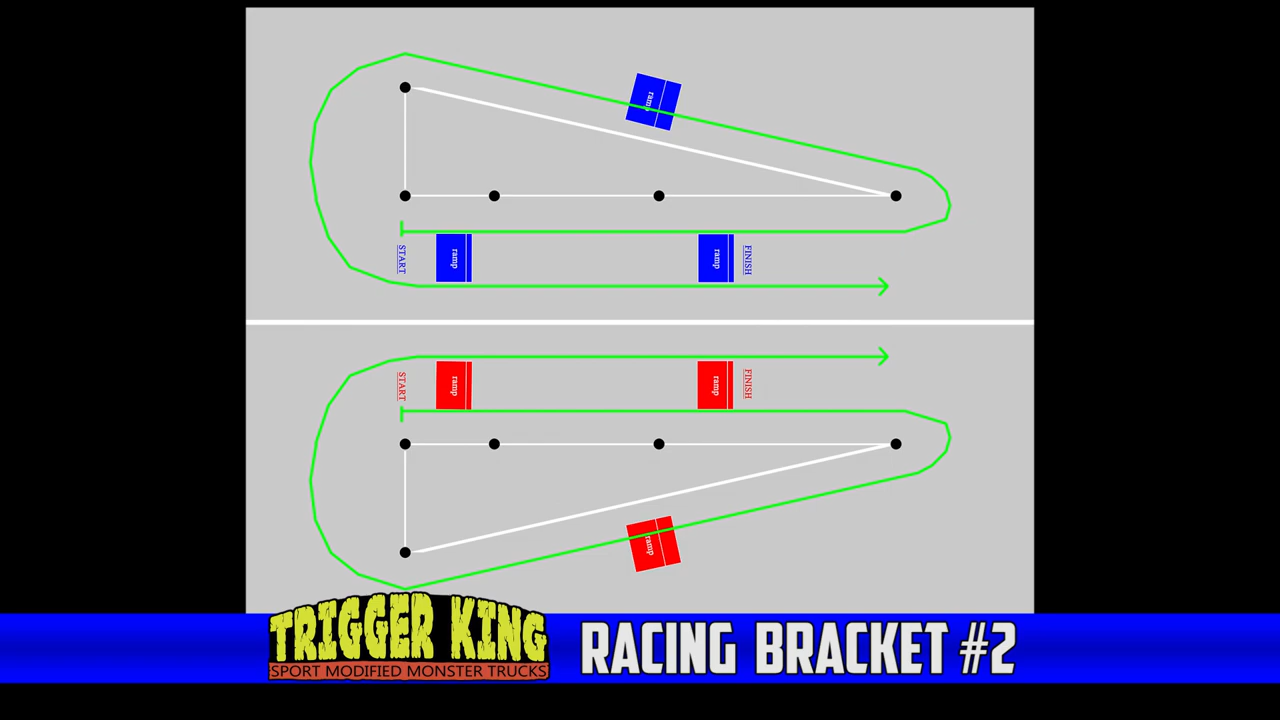 ramp
START
ramp
ramp
FINISH
START
ramp
ramp
FINISH
ramp
TRIGGER KING
SPORT MODIFIED MONSTER TRUCKS
RACING BRACKET #2